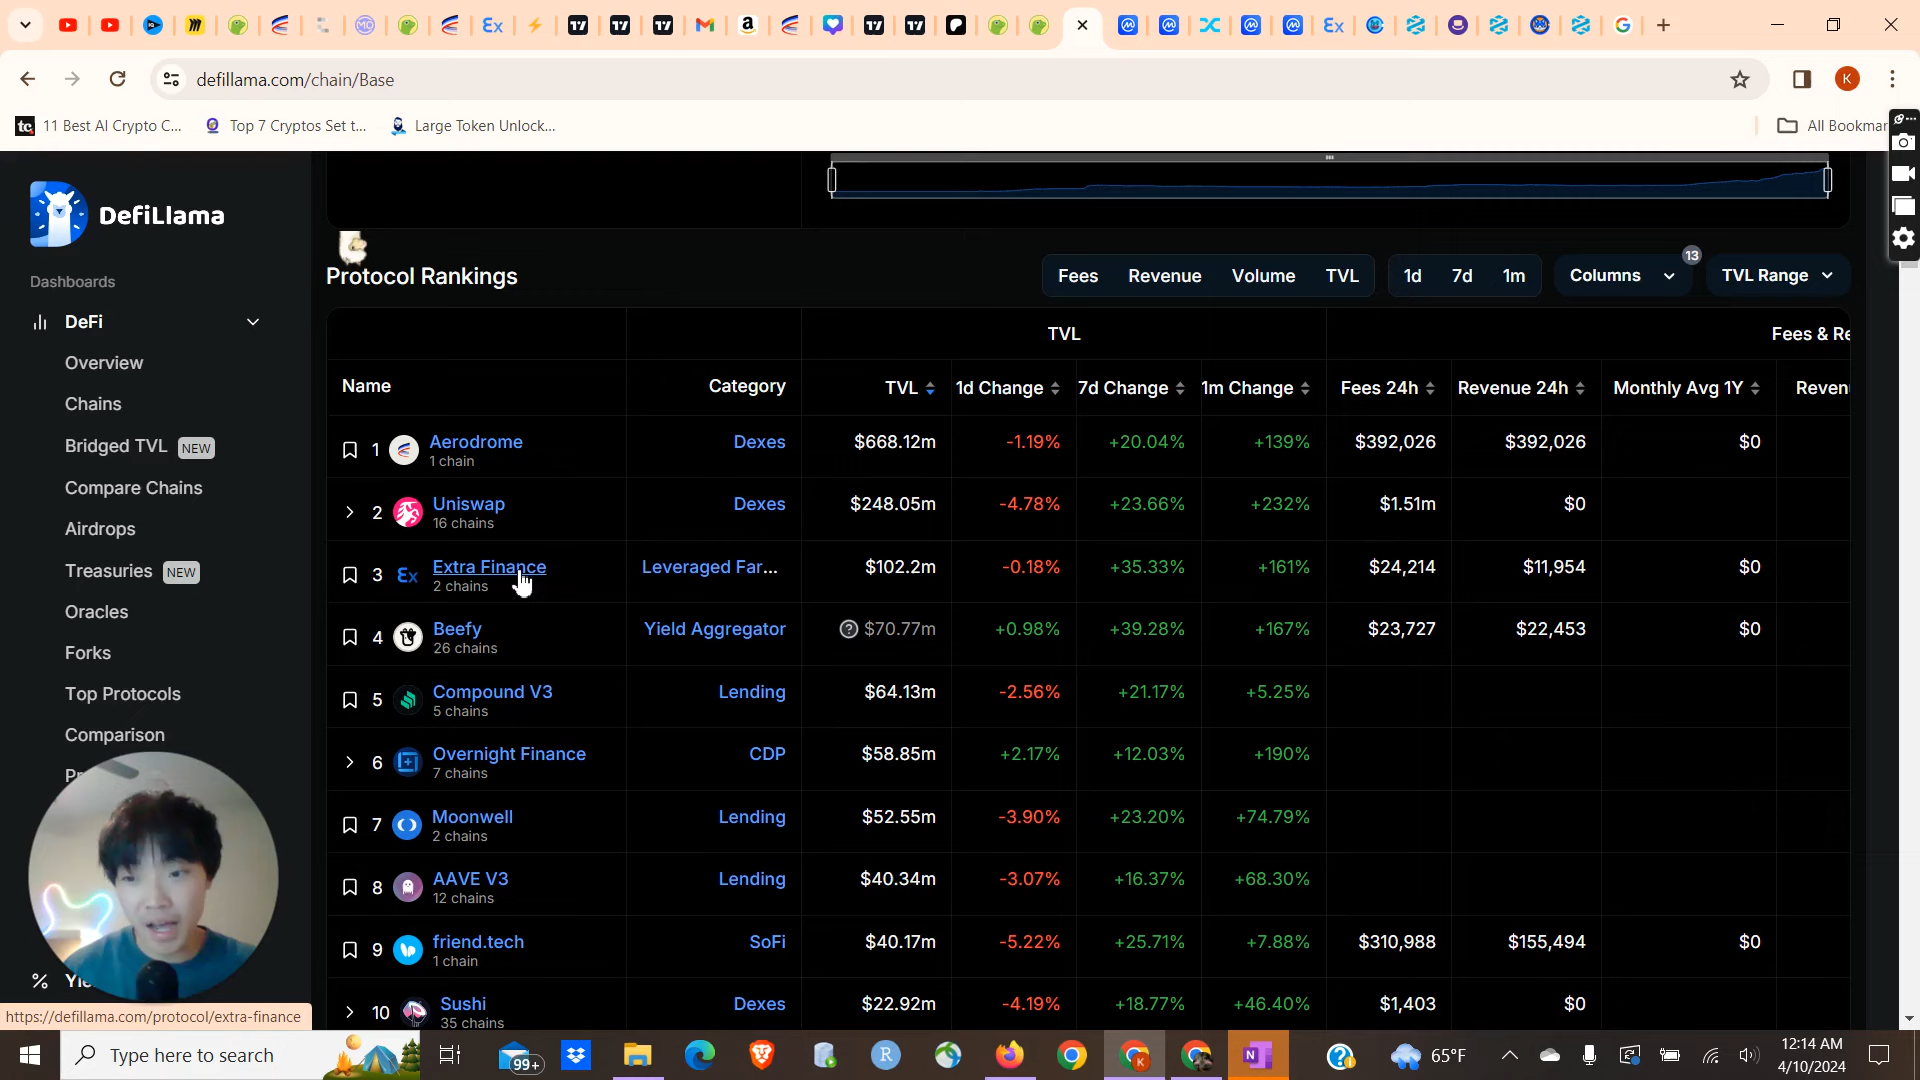 defillama.com/chain/Base
K
11 Best AI Crypto C...
Top 7 Cryptos Set t...
Large Token Unlock...
All Bookmar
DefiLlama
Dashboards
DeFi
Overview
Chains
Bridged TVL NEW
Compare Chains
Airdrops
Treasuries NEW
Oracles
Forks
Top Protocols
Comparison
Protocol Rankings
Fees Revenue Volume TVL
1d 7d 1m
Columns 13
TVL Range
TVL
Fees & Re
Name Category TVL 1d Change 7d Change 1m Change Fees 24h Revenue 24h Monthly Avg 1Y Reven
1 Aerodrome Dexes $668.12m -1.19% +20.04% +139% $392,026 $392,026 $0
1 chain
2 Uniswap Dexes $248.05m -4.78% +23.66% +232% $1.51m $0
16 chains
3 Extra Finance Leveraged Far... $102.2m -0.18% +35.33% +161% $24,214 $11,954 $0
2 chains
4 Beefy Yield Aggregator $70.77m +0.98% +39.28% +167% $23,727 $22,453 $0
26 chains
5 Compound V3 Lending $64.13m -2.56% +21.17% +5.25%
5 chains
6 Overnight Finance CDP $58.85m +2.17% +12.03% +190%
7 chains
7 Moonwell Lending $52.55m -3.90% +23.20% +74.79%
2 chains
8 AAVE V3 Lending $40.34m -3.07% +16.37% +68.30%
12 chains
9 friend.tech SoFi $40.17m -5.22% +25.71% +7.88% $310,988 $155,494 $0
1 chain
10 Sushi Dexes $22.92m -4.19% +18.77% +46.40% $1,403 $0
35 chains
https://defillama.com/protocol/extra-finance
Type here to search
99+
65°F
12:14 AM
4/10/2024